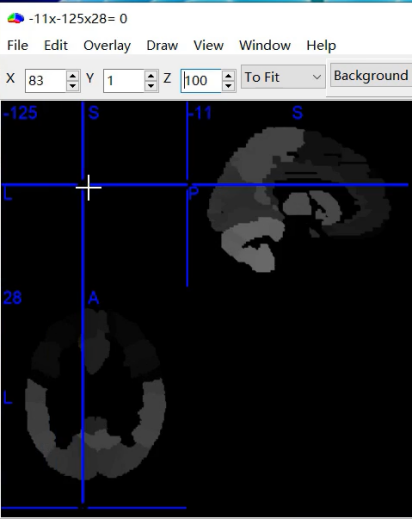 -11x-125x28= 0
File Edit Overlay Draw View Window Help
X 83 Y 1 Z 100 To Fit Background
-125 S -11 S
L P
28 A
L